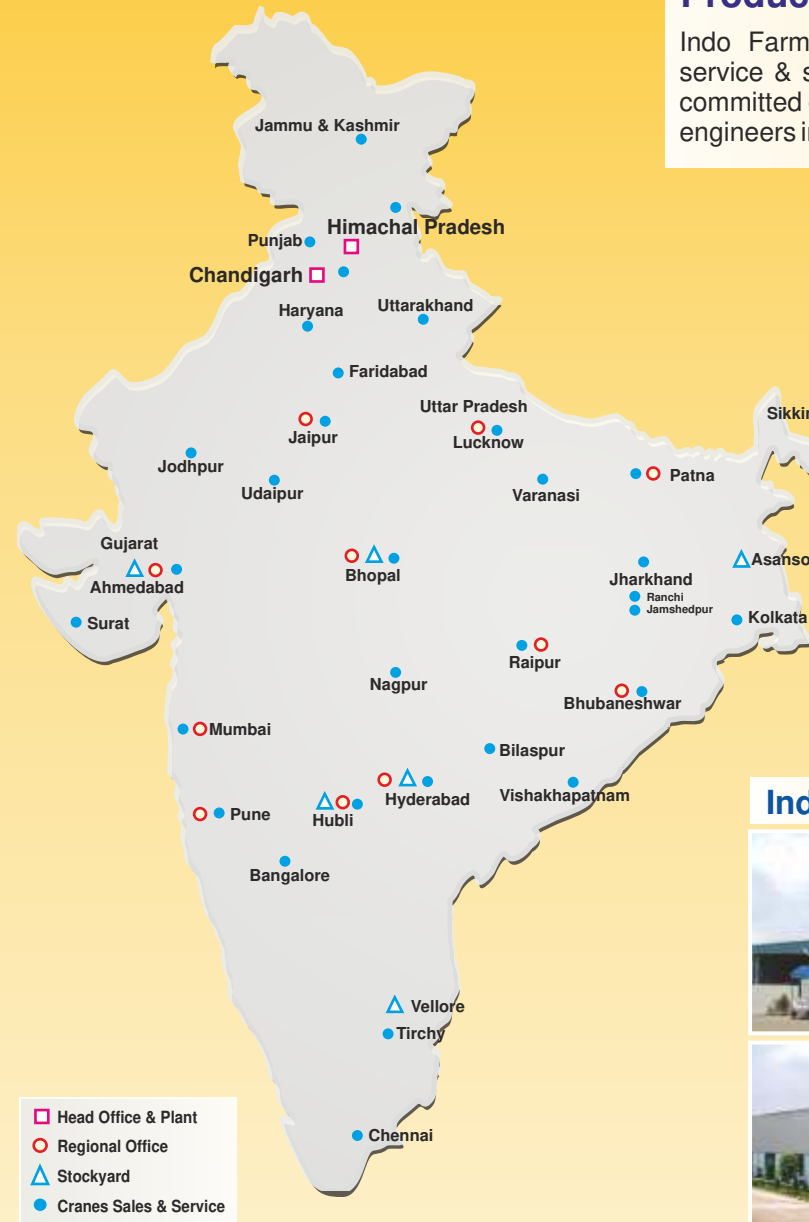 Indo Farm
service & s
committed
engineers in
Jammu & Kashmir
Himachal Pradesh
Punjab
Chandigarh
Haryana
Uttarakhand
Faridabad
Uttar Pradesh
Lucknow
Jaipur
Jodhpur
Udaipur
Varanasi
Patna
Gujarat
Ahmedabad
Bhopal
Jharkhand
Ranchi
Jamshedpur
Kolkata
Surat
Raipur
Nagpur
Bhubaneshwar
Mumbai
Bilaspur
Hyderabad
Vishakhapatnam
Pune
Hubli
Ind
Bangalore
Vellore
Tirchy
Chennai
Head Office & Plant
Regional Office
Stockyard
Cranes Sales & Service